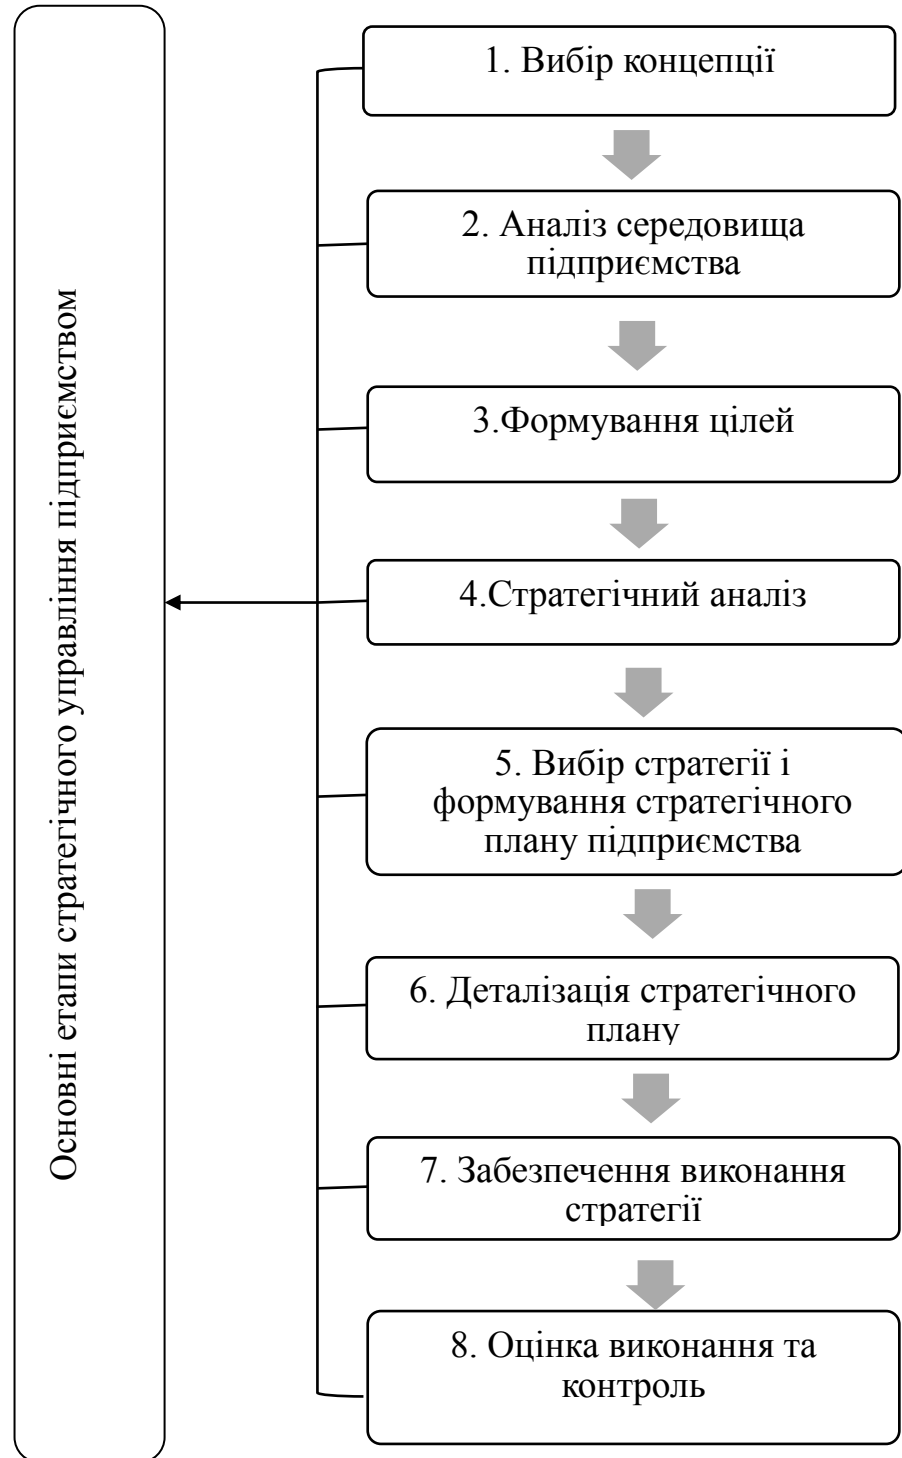 Основні етапи стратегічного управління підприємством
1. Вибір концепції
2. Аналіз середовища
підприємства
3.Формування цілей
4.Стратегічний аналіз
5. Вибір стратегії і
формування стратегічного
плану підприємства
6. Деталізація стратегічного
плану
7. Забезпечення виконання
стратегії
8. Оцінка виконання та
контроль